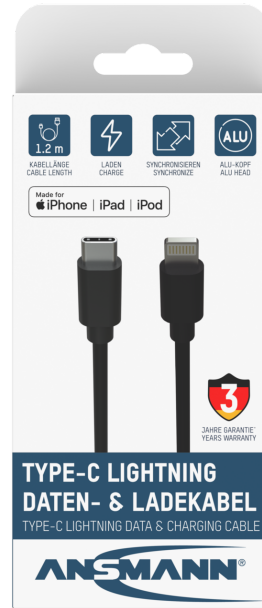 1.2 m
KABELLÄNGE
CABLE LENGTH
LADEN
CHARGE
SYNCHRONISIEREN
SYNCHRONIZE
ALU
ALU-KOPF
ALU HEAD
Made for
iPhone | iPad | iPod
3
JAHRE GARANTIE*
YEARS WARRANTY
TYPE-C LIGHTNING
DATEN- & LADEKABEL
TYPE-C LIGHTNING DATA & CHARGING CABLE
ANSMANN®